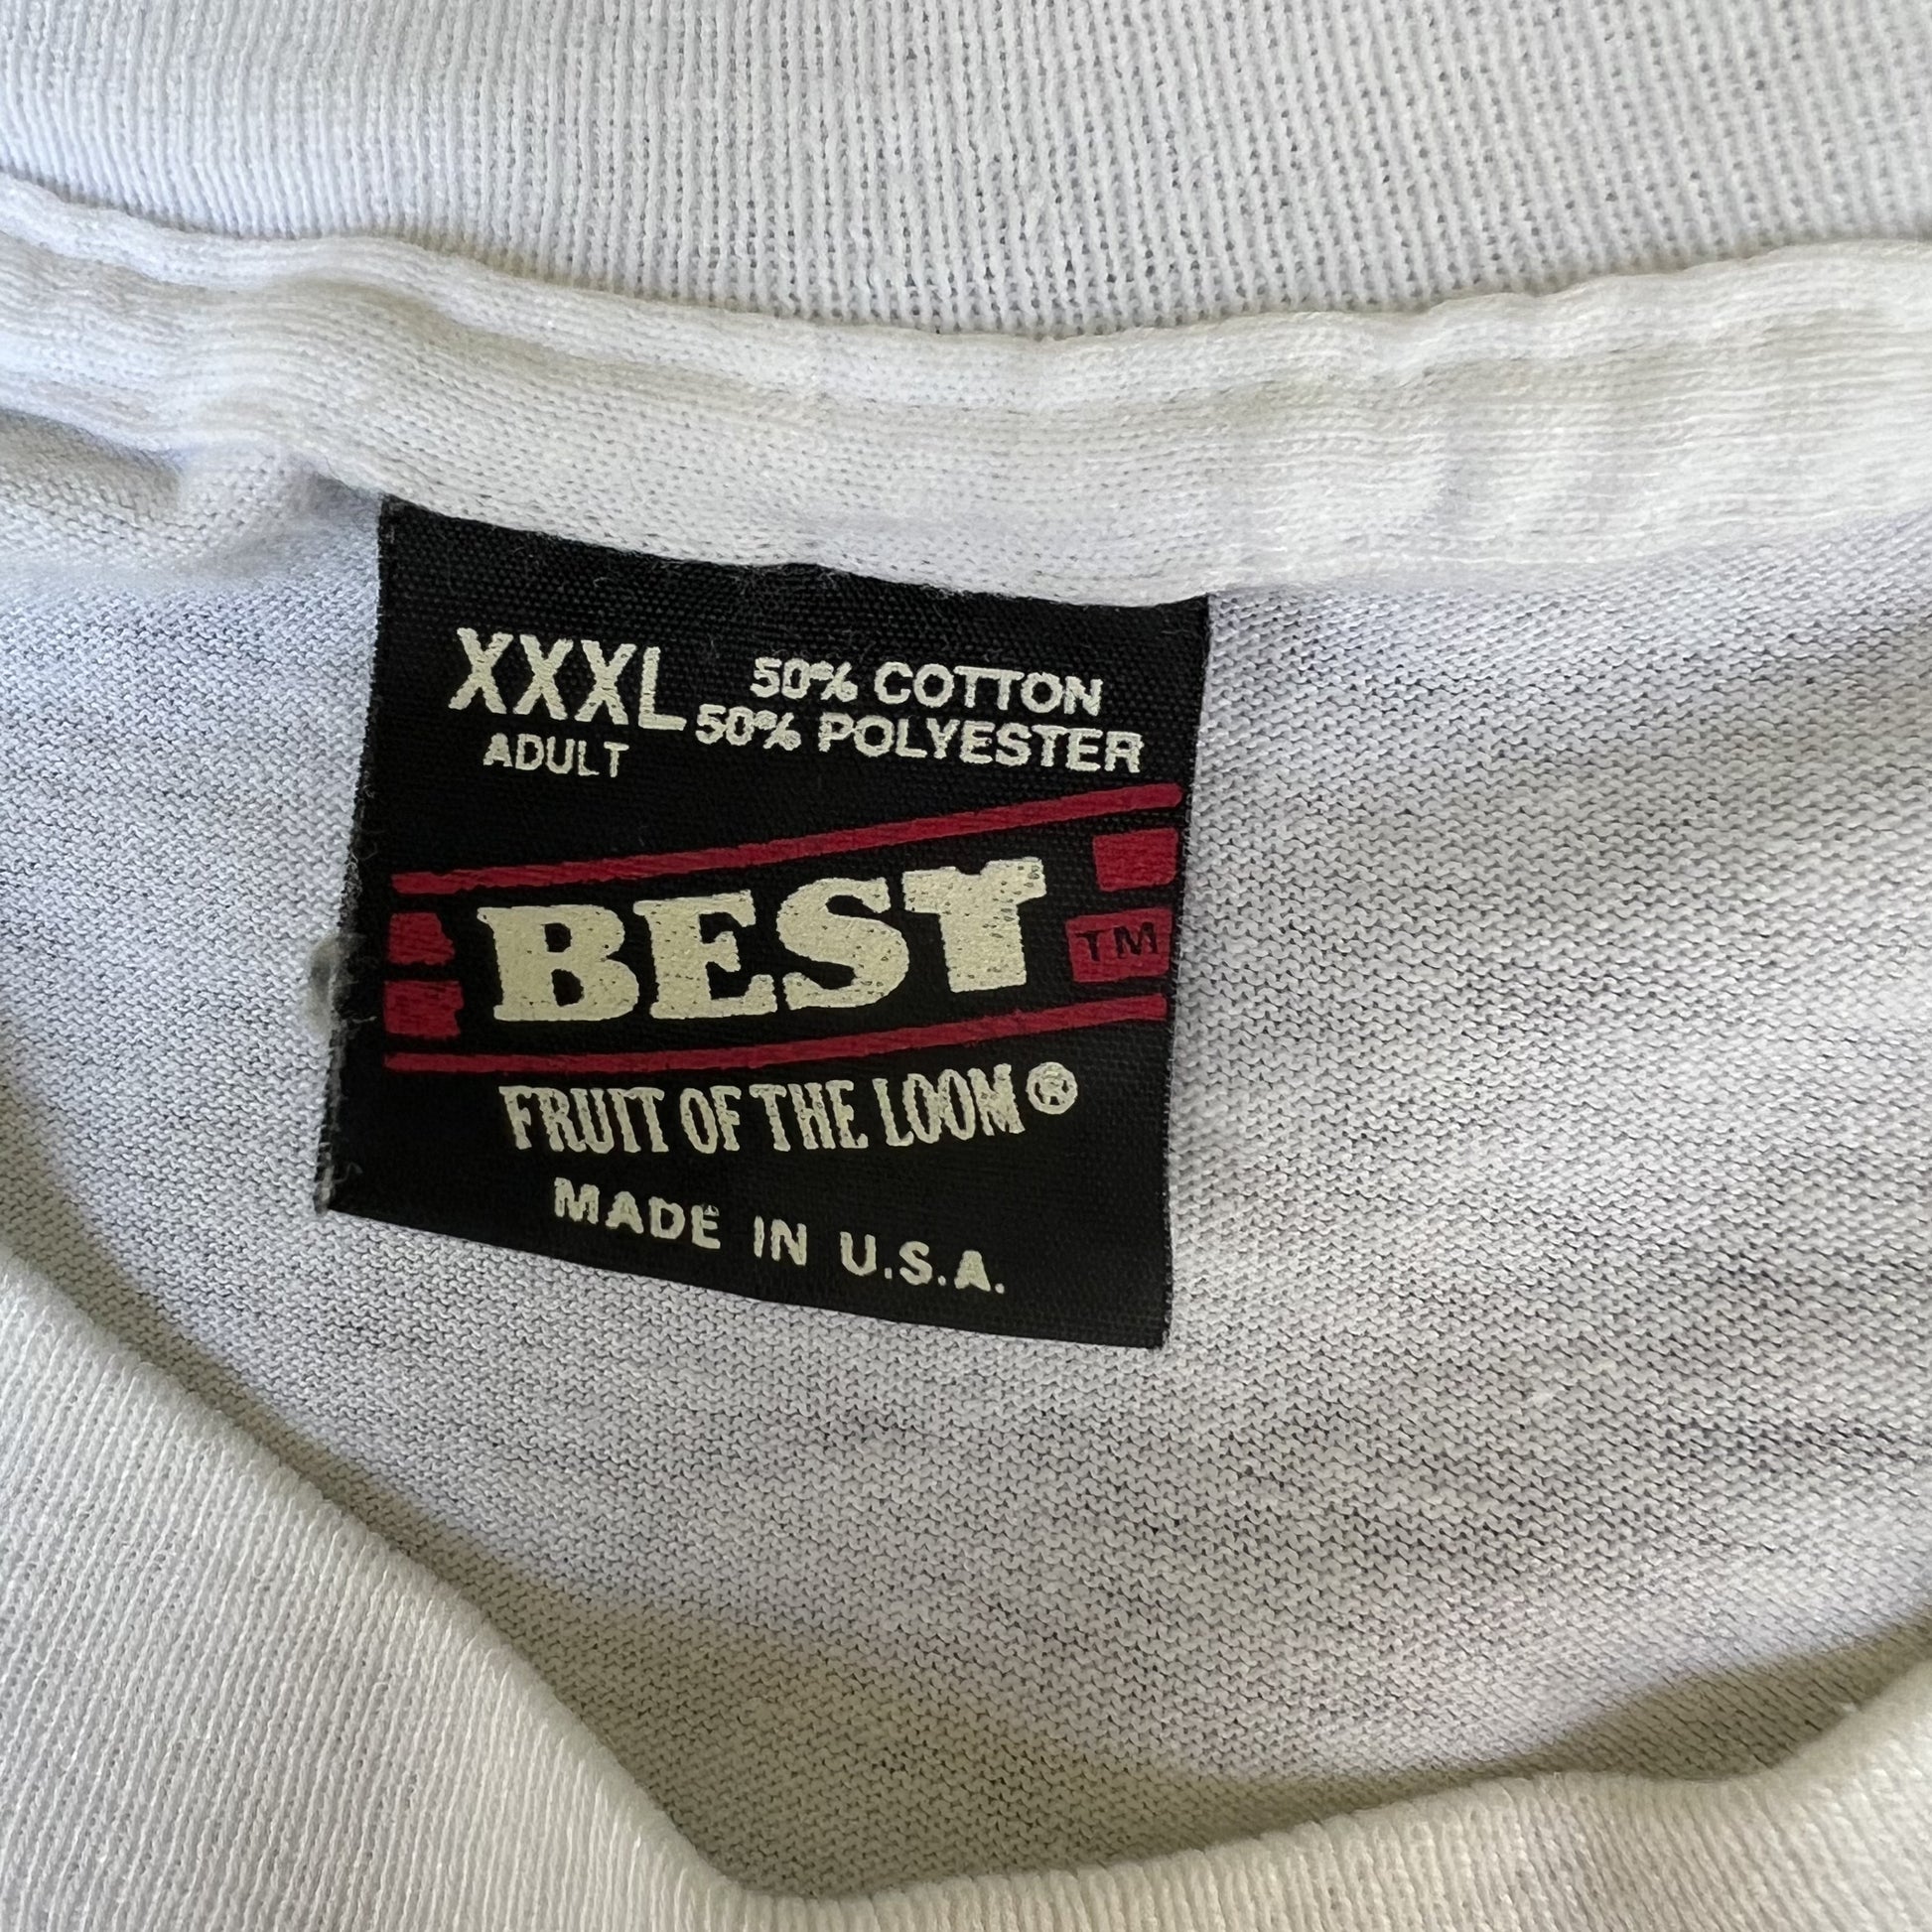 XXXL 50% COTTON
ADULT 50% POLYESTER
BEST TM
FRUIT OF THE LOOM®
MADE IN U.S.A.